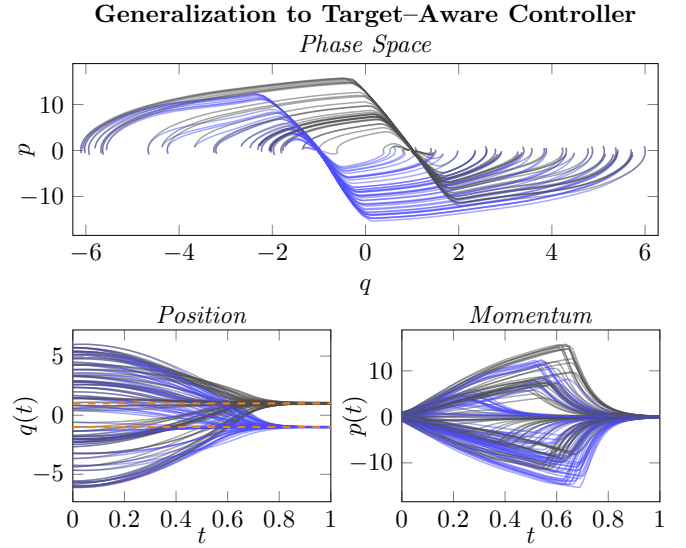 Generalization to Target–Aware Controller
Phase Space
10
0
−10
p
−6 −4 −2 0 2 4 6
q
Position
5
0
−5
q(t)
0 0.2 0.4 0.6 0.8 1
t
Momentum
10
0
−10
p(t)
0 0.2 0.4 0.6 0.8 1
t